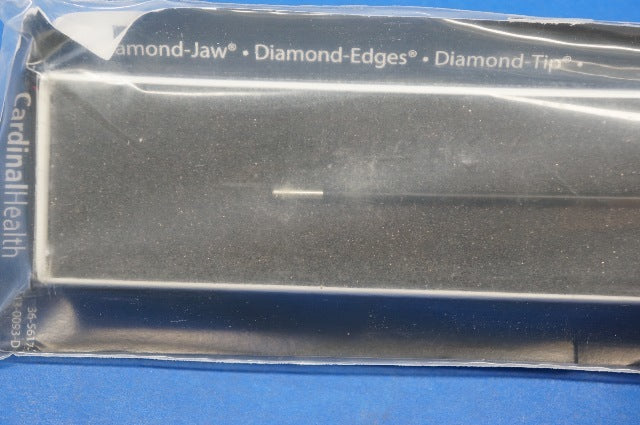 amond-Jaw® • Diamond-Edges® • Diamond-Tip® •
CardinalHealth